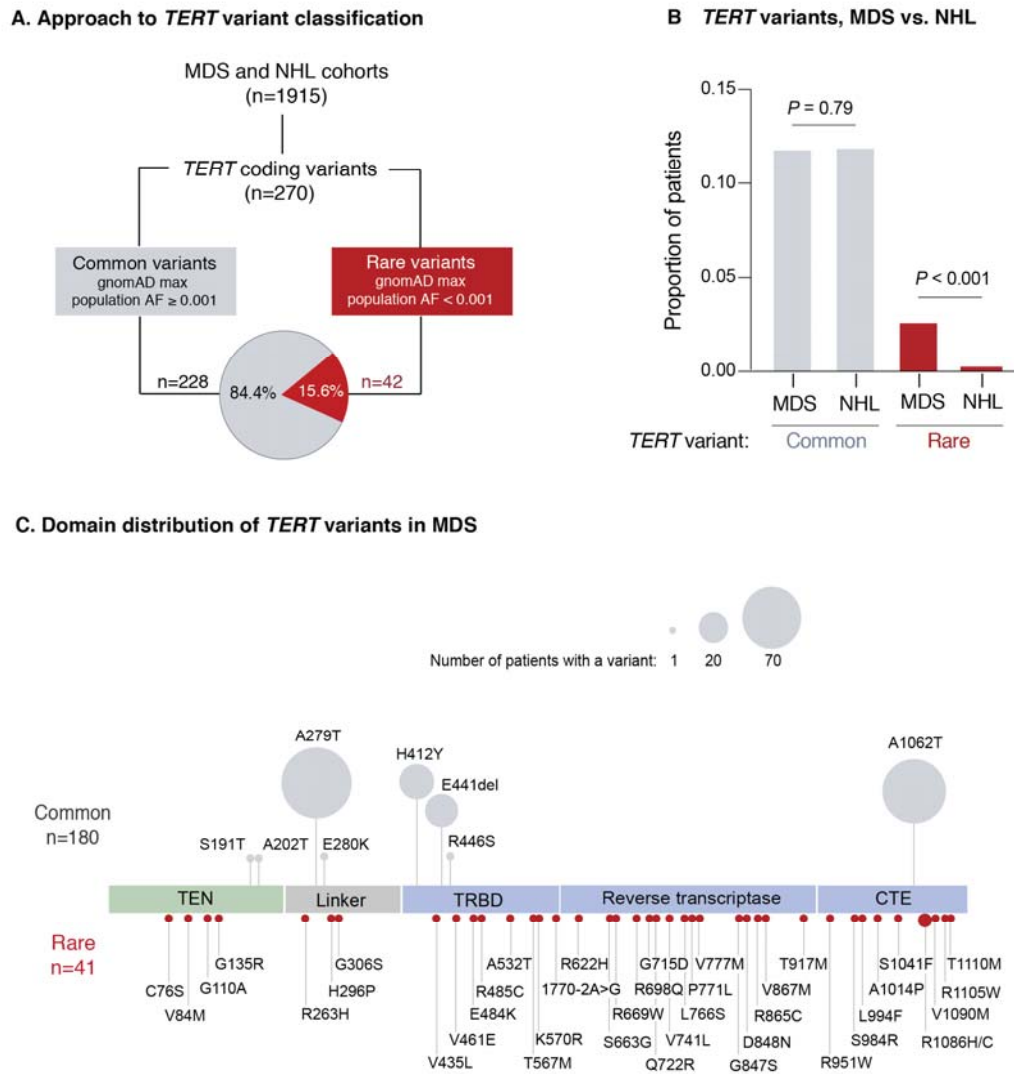 A. Approach to TERT variant classification
MDS and NHL cohorts
(n=1915)
TERT coding variants
(n=270)
Common variants
gnomAD max
population AF ≥ 0.001
Rare variants
gnomAD max
population AF < 0.001
n=228
84.4%
15.6%
n=42
B TERT variants, MDS vs. NHL
Proportion of patients
0.15
0.10
0.05
0.00
P = 0.79
P < 0.001
MDS
NHL
MDS
NHL
TERT variant:
Common
Rare
C. Domain distribution of TERT variants in MDS
Number of patients with a variant:
1
20
70
Common
n=180
S191T
A202T
A279T
E280K
H412Y
E441del
R446S
A1062T
TEN
Linker
TRBD
Reverse transcriptase
CTE
Rare
n=41
C76S
V84M
G110A
G135R
R263H
H296P
G306S
V435L
V461E
E484K
R485C
A532T
T567M
K570R
1770-2A>G
R622H
S663G
R669W
R698Q
G715D
Q722R
V741L
L766S
P771L
V777M
G847S
D848N
R865C
V867M
T917M
R951W
S984R
L994F
A1014P
S1041F
R1086H/C
V1090M
R1105W
T1110M